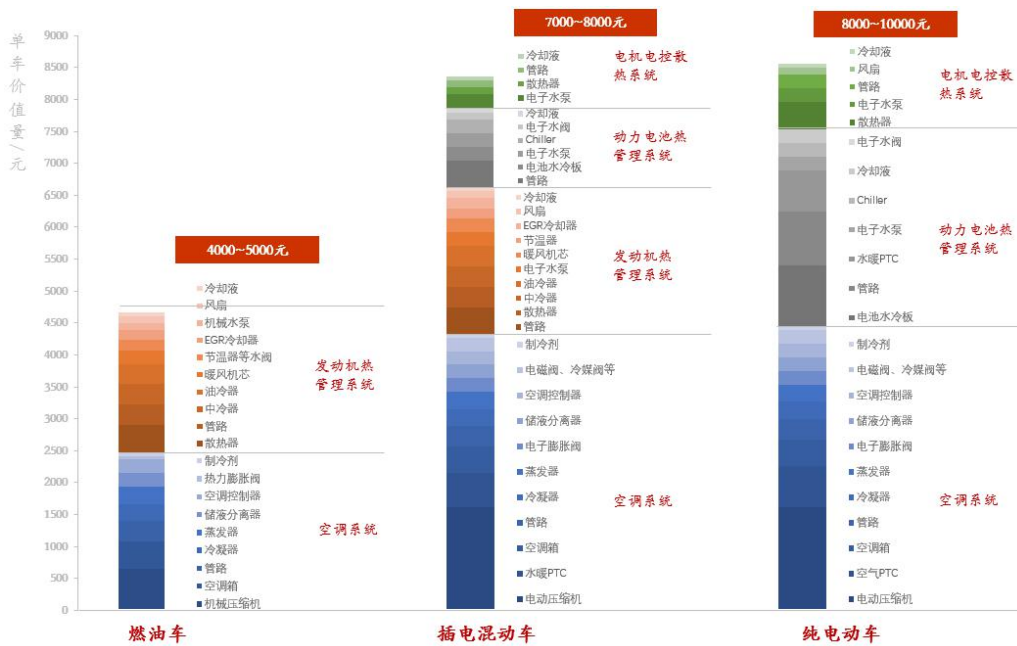 单车价值量/元
9000
8500
8000
7500
7000
6500
6000
5500
5000
4500
4000
3500
3000
2500
2000
1500
1000
500
0
4000~5000元
冷却液
风扇
机械水泵
EGR冷却器
节温器等水阀
暖风机芯
油冷器
中冷器
管路
散热器
发动机热
管理系统
制冷剂
热力膨胀阀
空调控制器
储液分离器
蒸发器
冷凝器
管路
空调箱
机械压缩机
空调系统
燃油车
7000~8000元
冷却液
管路
散热器
电子水泵
电机电控散
热系统
冷却液
电子水阀
Chiller
电子水泵
电池水冷板
管路
动力电池热
管理系统
冷却液
风扇
EGR冷却器
节温器
暖风机芯
电子水泵
油冷器
中冷器
散热器
管路
发动机热
管理系统
制冷剂
电磁阀、冷媒阀等
空调控制器
储液分离器
电子膨胀阀
蒸发器
冷凝器
管路
空调箱
水暖PTC
电动压缩机
空调系统
插电混动车
8000~10000元
冷却液
风扇
管路
电子水泵
散热器
电机电控散
热系统
电子水阀
冷却液
Chiller
电子水泵
水暖PTC
管路
电池水冷板
动力电池热
管理系统
制冷剂
电磁阀、冷媒阀等
空调控制器
储液分离器
电子膨胀阀
蒸发器
冷凝器
管路
空调箱
空气PTC
电动压缩机
空调系统
纯电动车